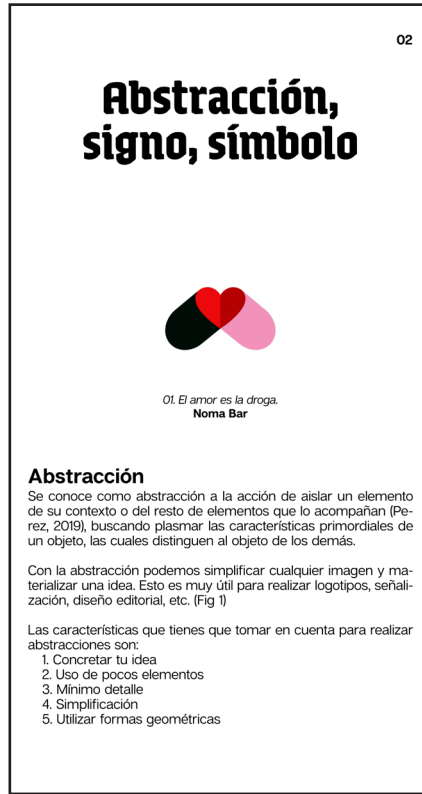 02
Abstracción,
signo, símbolo
01. El amor es la droga.
Noma Bar
Abstracción
Se conoce como abstracción a la acción de aislar un elemento
de su contexto o del resto de elementos que lo acompañan (Pe-
rez, 2019), buscando plasmar las características primordiales de
un objeto, las cuales distinguen al objeto de los demás.
Con la abstracción podemos simplificar cualquier imagen y ma-
terializar una idea. Esto es muy útil para realizar logotipos, señali-
zación, diseño editorial, etc. (Fig 1)
Las características que tienes que tomar en cuenta para realizar
abstracciones son:
1. Concretar tu idea
2. Uso de pocos elementos
3. Mínimo detalle
4. Simplificación
5. Utilizar formas geométricas